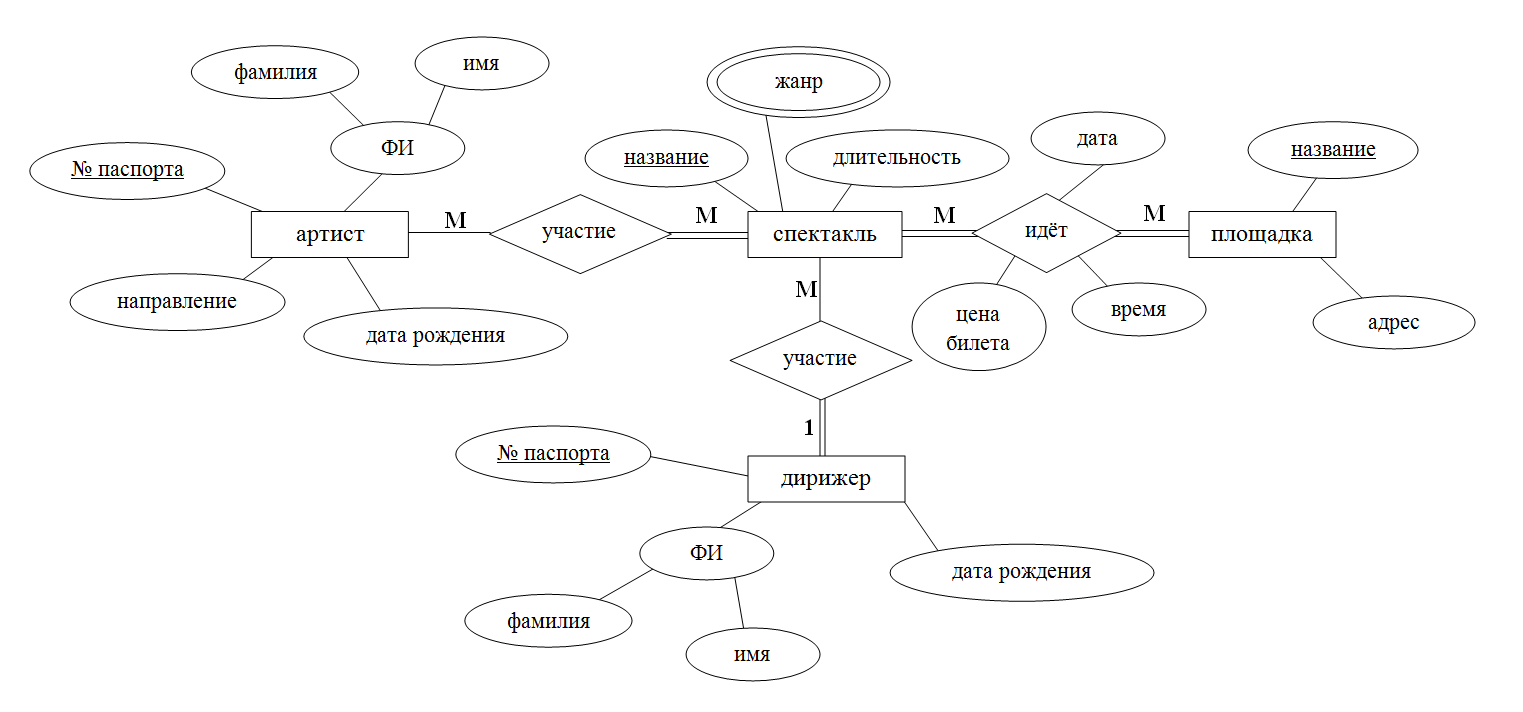 фамилия
имя
жанр
ФИ
№ паспорта
название
длительность
дата
название
М
М
М
М
артист
участие
спектакль
идёт
площадка
направление
дата рождения
М
цена
билета
время
адрес
участие
1
№ паспорта
дирижер
ФИ
дата рождения
фамилия
имя